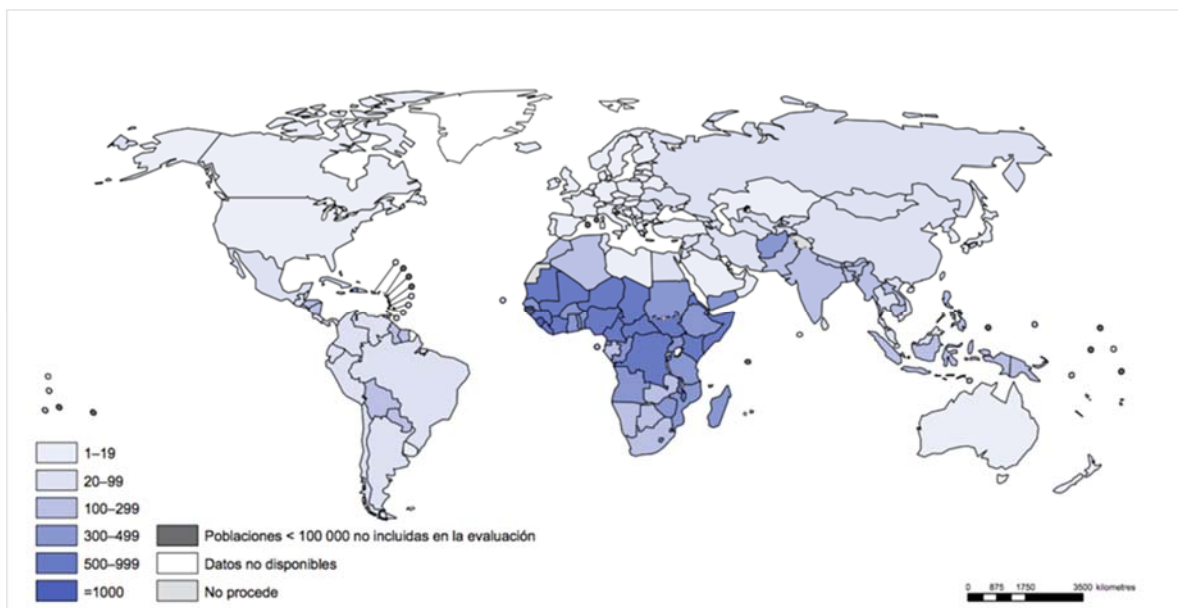 1–19
20–99
100–299
300–499
500–999
=1000
Poblaciones < 100 000 no incluidas en la evaluación
Datos no disponibles
No procede
0 875 1750 3500 kilometres